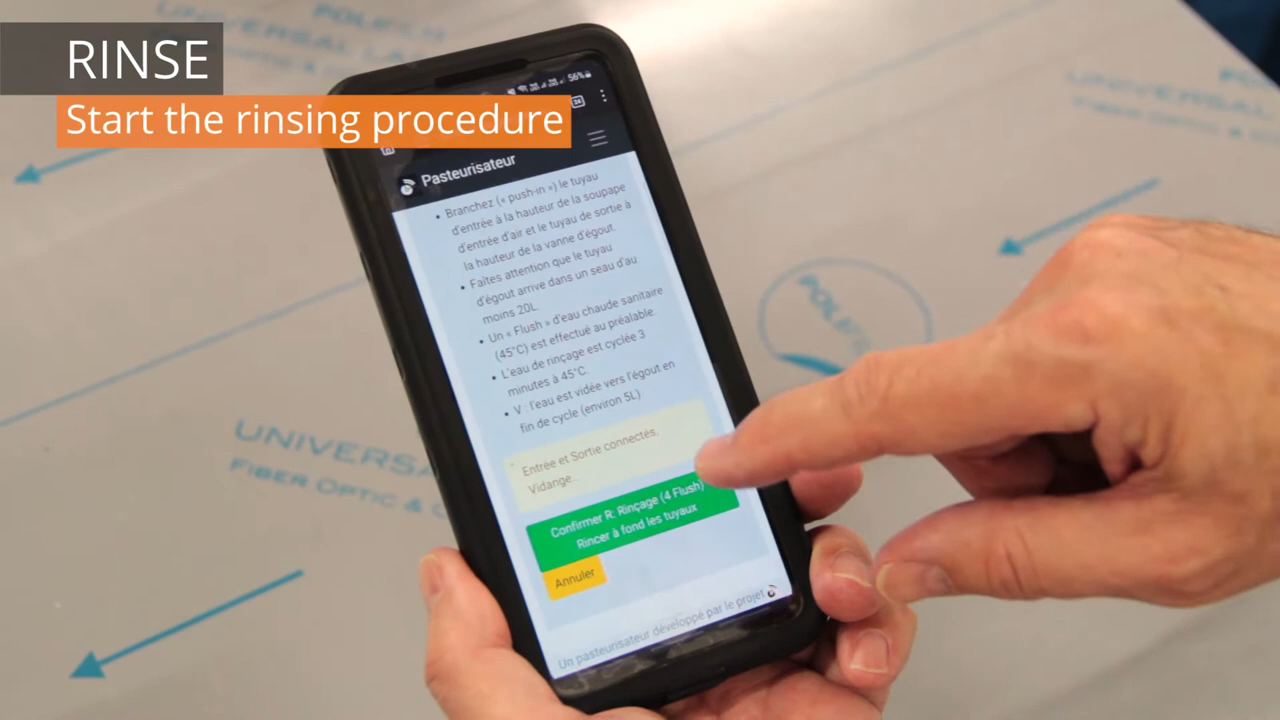 POLE'N
UNIVERSAL LA
RINSE
Start the rinsing procedure
56%
24
Pasteurisateur
• Branchez (« push-in ») le tuyau
d'entrée à la hauteur de la soupape
d'entrée d'air et le tuyau de sortie à
la hauteur de la vanne d'égout.
• Faites attention que le tuyau
d'égout arrive dans un seau d'au
moins 20L.
• Un « Flush » d'eau chaude sanitaire
(45°C) est effectué au préalable.
• L'eau de rinçage est cyclée 3
minutes à 45°C.
• V : l'eau est vidée vers l'égout en
fin de cycle (environ 5L)
Entrée et Sortie connectés,
Vidange...
Confirmer R: Rinçage (4 Flush)
Rincer à fond les tuyaux
Annuler
Un pasteurisateur développé par le projet
UNIVERSA
FIBER OPTIC &